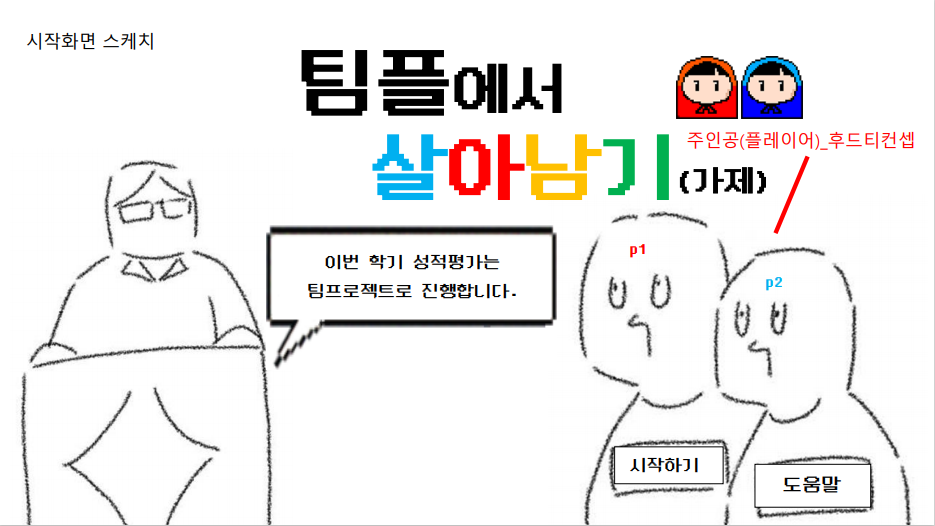 시작화면 스케치
팀플에서
살아남기(가제)
주인공(플레이어)_후드티컨셉
이번 학기 성적평가는
팀프로젝트로 진행합니다.
p1
p2
시작하기
도움말